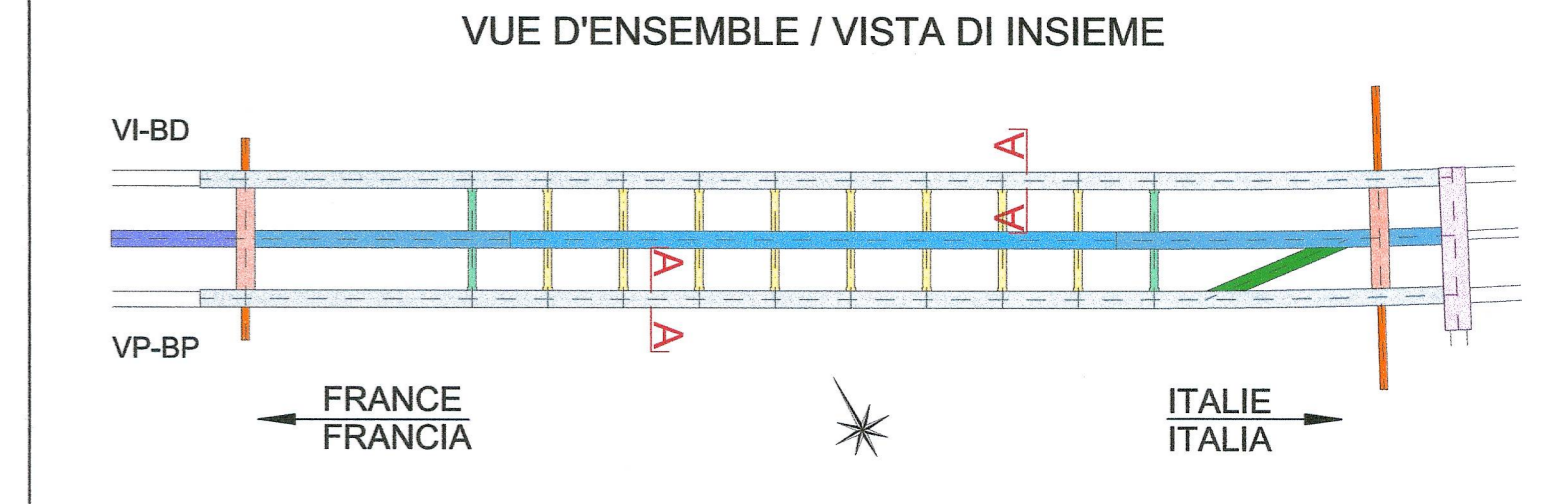 VUE D'ENSEMBLE / VISTA DI INSIEME
VI-BD
A
A
A
A
VP-BP
FRANCE
FRANCIA
ITALIE
ITALIA